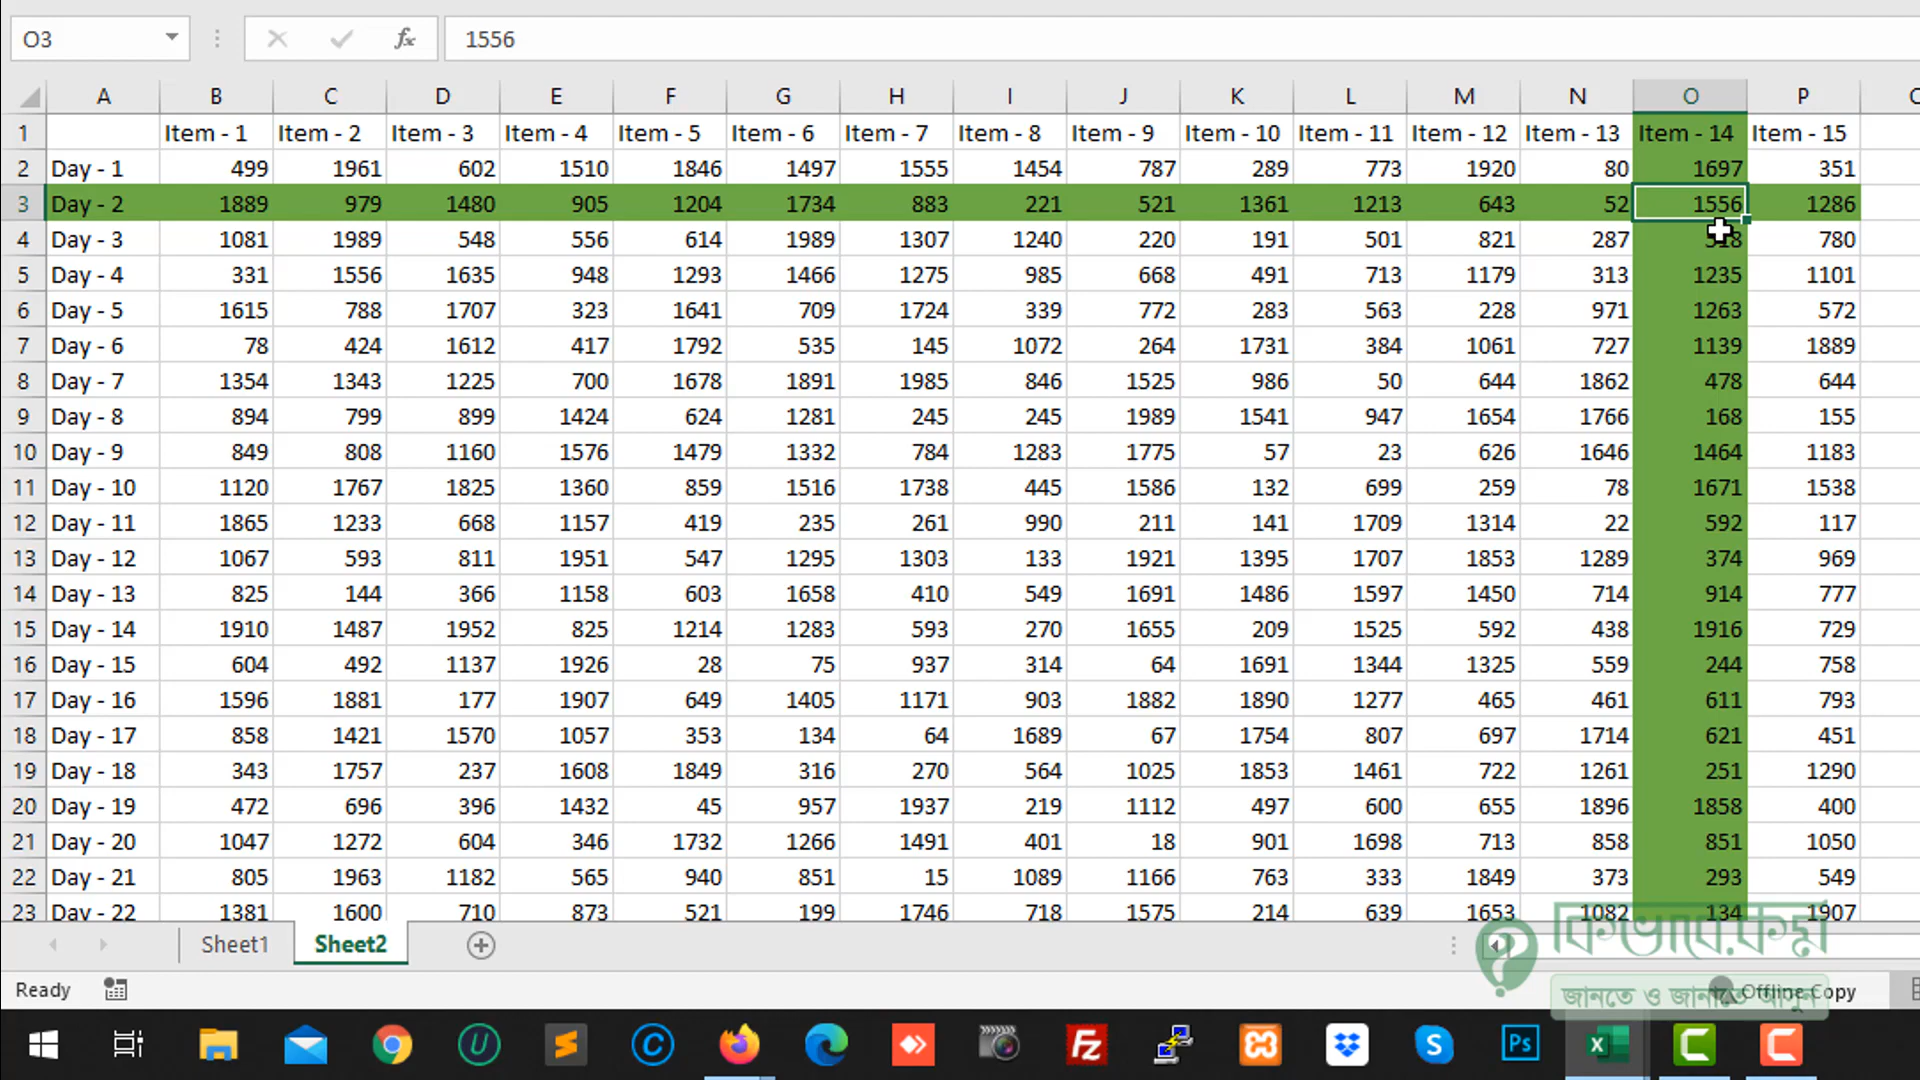 O3 fx 1556
A B C D E F G H I J K L M N O P
1 Item - 1 Item - 2 Item - 3 Item - 4 Item - 5 Item - 6 Item - 7 Item - 8 Item - 9 Item - 10 Item - 11 Item - 12 Item - 13 Item - 14 Item - 15
2 Day - 1 499 1961 602 1510 1846 1497 1555 1454 787 289 773 1920 80 1697 351
3 Day - 2 1889 979 1480 905 1204 1734 883 221 521 1361 1213 643 52 1556 1286
4 Day - 3 1081 1989 548 556 614 1989 1307 1240 220 191 501 821 287 780
5 Day - 4 331 1556 1635 948 1293 1466 1275 985 668 491 713 1179 313 1235 1101
6 Day - 5 1615 788 1707 323 1641 709 1724 339 772 283 563 228 971 1263 572
7 Day - 6 78 424 1612 417 1792 535 145 1072 264 1731 384 1061 727 1139 1889
8 Day - 7 1354 1343 1225 700 1678 1891 1985 846 1525 986 50 644 1862 478 644
9 Day - 8 894 799 899 1424 624 1281 245 245 1989 1541 947 1654 1766 168 155
10 Day - 9 849 808 1160 1576 1479 1332 784 1283 1775 57 23 626 1646 1464 1183
11 Day - 10 1120 1767 1825 1360 859 1516 1738 445 1586 132 699 259 78 1671 1538
12 Day - 11 1865 1233 668 1157 419 235 261 990 211 141 1709 1314 22 592 117
13 Day - 12 1067 593 811 1951 547 1295 1303 133 1921 1395 1707 1853 1289 374 969
14 Day - 13 825 144 366 1158 603 1658 410 549 1691 1486 1597 1450 714 914 777
15 Day - 14 1910 1487 1952 825 1214 1283 593 270 1655 209 1525 592 438 1916 729
16 Day - 15 604 492 1137 1926 28 75 937 314 64 1691 1344 1325 559 244 758
17 Day - 16 1596 1881 177 1907 649 1405 1171 903 1882 1890 1277 465 461 611 793
18 Day - 17 858 1421 1570 1057 353 134 64 1689 67 1754 807 697 1714 621 451
19 Day - 18 343 1757 237 1608 1849 316 270 564 1025 1853 1461 722 1261 251 1290
20 Day - 19 472 696 396 1432 45 957 1937 219 1112 497 600 655 1896 1858 400
21 Day - 20 1047 1272 604 346 1732 1266 1491 401 18 901 1698 713 858 851 1050
22 Day - 21 805 1963 1182 565 940 851 15 1089 1166 763 333 1849 373 293 549
23 Day - 22 1381 1600 710 873 521 199 1746 718 1575 214 639 1653 1082 134 1907
Sheet1 Sheet2
কিভাবে.কম
Ready
Offline Copy
জানতে ও জানাতে আসুন
U C Fz S Ps X C C